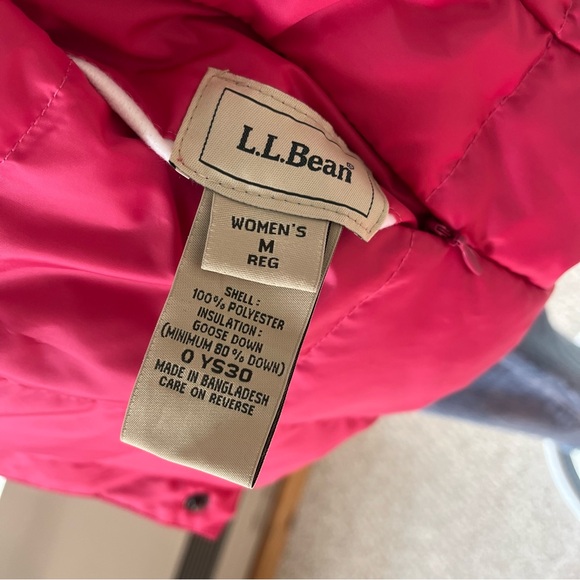 L.L.Bean®
WOMEN'S
M
REG
SHELL:
100% POLYESTER
INSULATION:
GOOSE DOWN
(MINIMUM 80% DOWN)
0 YS30
MADE IN BANGLADESH
CARE ON REVERSE